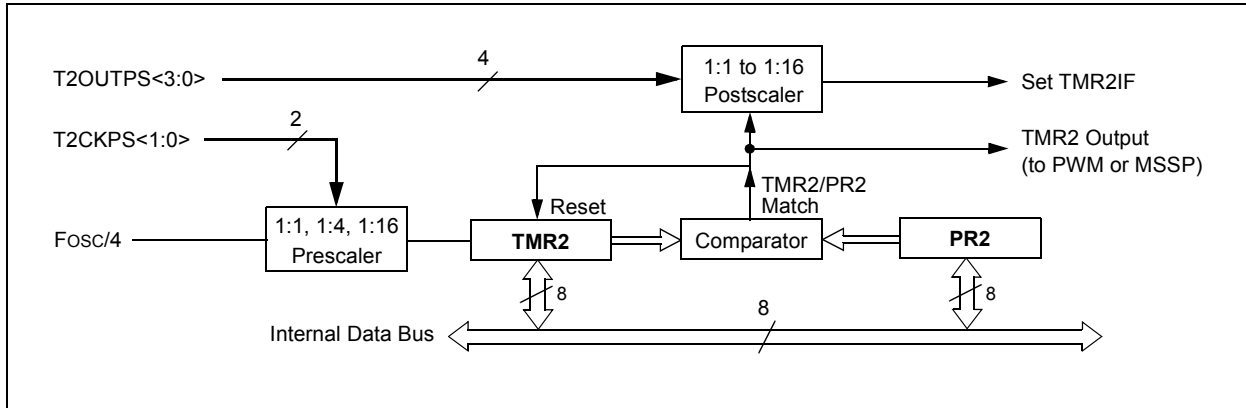 T2OUTPS<3:0>
4
1:1 to 1:16
Postscaler
Set TMR2IF
T2CKPS<1:0>
2
TMR2 Output
(to PWM or MSSP)
TMR2/PR2
Match
Reset
FOSC/4
1:1, 1:4, 1:16
Prescaler
TMR2
Comparator
PR2
8
8
Internal Data Bus
8